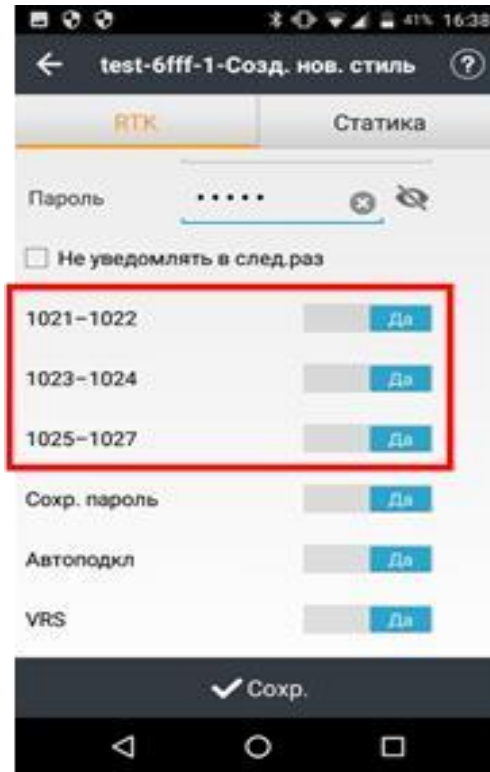 41% 16:38
test-6fff-1-Созд. нов. стиль ?
RTK Статика
Пароль •••••
Не уведомлять в след.раз
1021-1022 Да
1023-1024 Да
1025-1027 Да
Сохр. пароль Да
Автоподкл Да
VRS Да
Сохр.